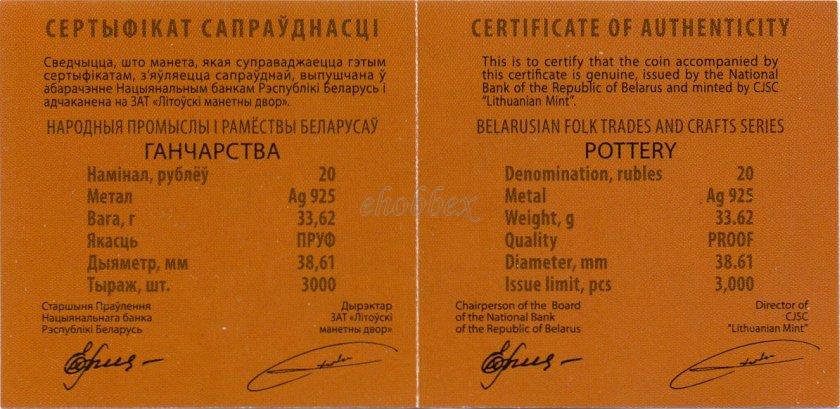 СЕРТЫФІКАТ САПРАЎДНАСЦІ
Сведчыцца, што манета, якая суправаджаецца гэтым
сертыфікатам, з'яўляецца сапраўднай, выпушчана ў
абарачэнне Нацыянальным банкам Рэспублікі Беларусь і
адчаканена на ЗАТ «Літоўскі манетны двор».
НАРОДНЫЯ ПРОМЫСЛЫ І РАМЁСТВЫ БЕЛАРУСАЎ
ГАНЧАРСТВА
Намінал, рублёў 20
Метал Ag 925
Вага, г 33,62
Якасць ПРУФ
Дыяметр, мм 38,61
Тыраж, шт. 3000
Старшыня Праўлення
Нацыянальнага банка
Рэспублікі Беларусь
Дырэктар
ЗАТ «Літоўскі
манетны двор»
CERTIFICATE OF AUTHENTICITY
This is to certify that the coin accompanied by
this certificate is genuine, issued by the National
Bank of the Republic of Belarus and minted by CJSC
"Lithuanian Mint".
BELARUSIAN FOLK TRADES AND CRAFTS SERIES
POTTERY
Denomination, rubles 20
Metal Ag 925
Weight, g 33.62
Quality PROOF
Diameter, mm 38.61
Issue limit, pcs 3,000
Chairperson of the Board
of the National Bank
of the Republic of Belarus
Director of
CJSC
"Lithuanian Mint"
ehobbex